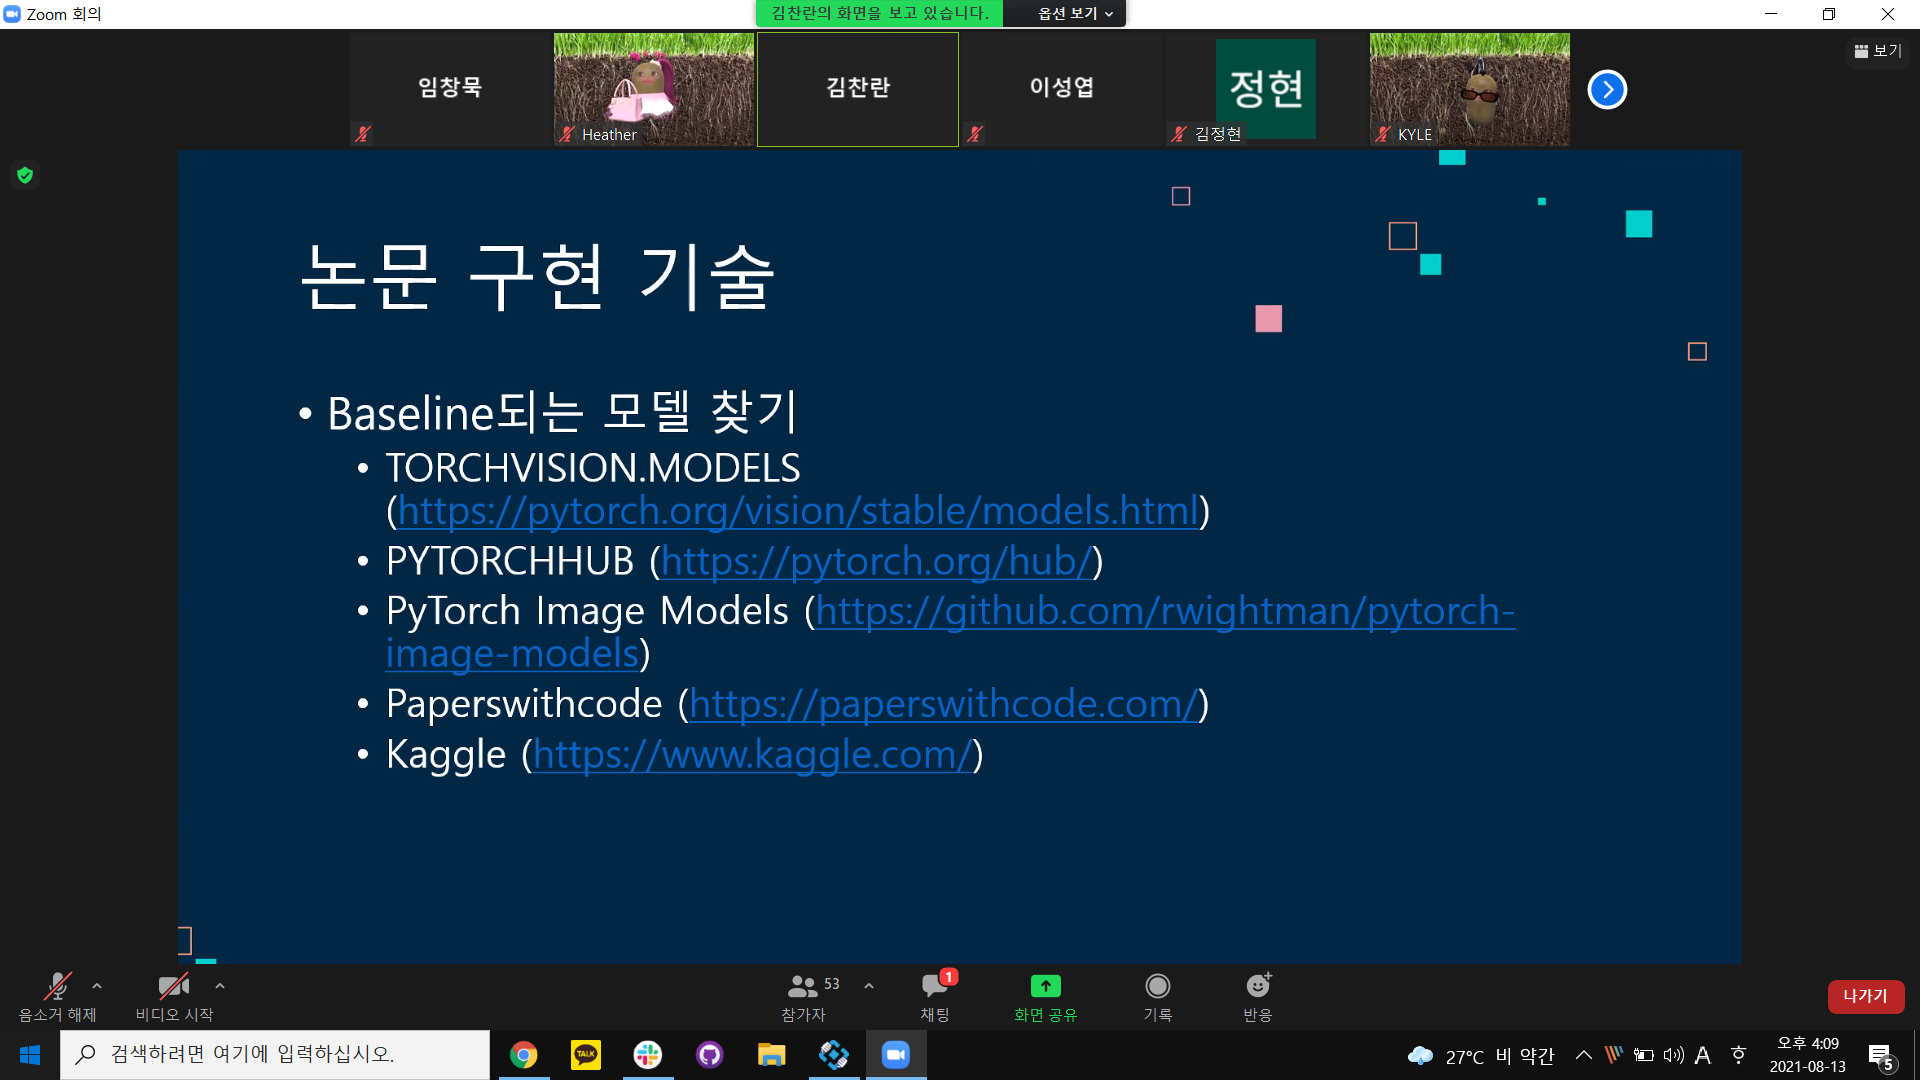 Zoom 회의
김찬란의 화면을 보고 있습니다.
옵션 보기
보기
임창묵
Heather
김찬란
이성엽
정현
김정현
KYLE
논문 구현 기술
• Baseline되는 모델 찾기
• TORCHVISION.MODELS
(https://pytorch.org/vision/stable/models.html)
• PYTORCHHUB (https://pytorch.org/hub/)
• PyTorch Image Models (https://github.com/rwightman/pytorch-
image-models)
• Paperswithcode (https://paperswithcode.com/)
• Kaggle (https://www.kaggle.com/)
음소거 해제
비디오 시작
53
참가자
1
채팅
화면 공유
기록
반응
나가기
검색하려면 여기에 입력하십시오.
TALK
27°C 비 약간
A
ㅎ
오후 4:09
2021-08-13
5